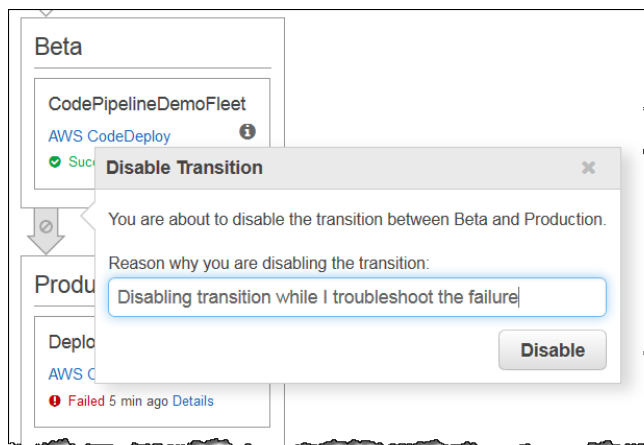 Beta
CodePipelineDemoFleet
AWS CodeDeploy
Disable Transition
You are about to disable the transition between Beta and Production.
Reason why you are disabling the transition:
Disabling transition while I troubleshoot the failure
Disable
AWS
Failed 5 min ago Details